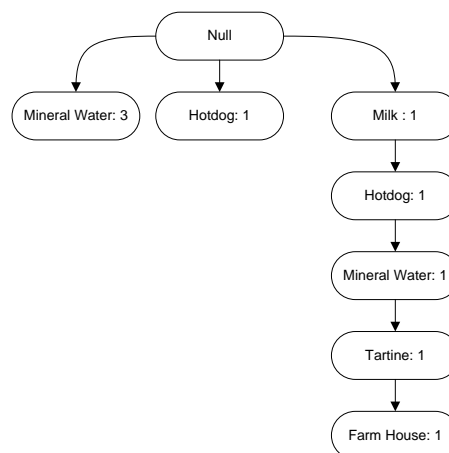 Null
Mineral Water: 3
Hotdog: 1
Milk : 1
Hotdog: 1
Mineral Water: 1
Tartine: 1
Farm House: 1